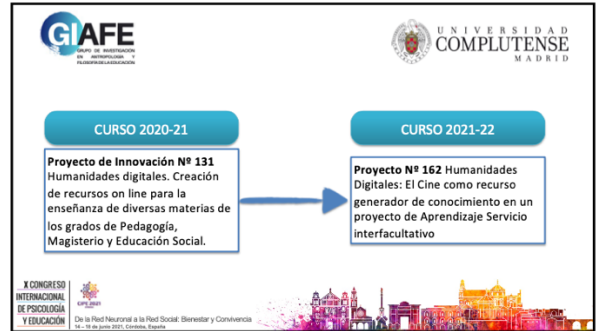 GIAFE
GRUPO DE INVESTIGACIÓN
EN ANTROPOLOGÍA Y
FILOSOFÍA DE LA EDUCACIÓN
UNIVERSIDAD
COMPLUTENSE
MADRID
CURSO 2020-21
Proyecto de Innovación Nº 131
Humanidades digitales. Creación
de recursos on line para la
enseñanza de diversas materias de
los grados de Pedagogía,
Magisterio y Educación Social.
CURSO 2021-22
Proyecto Nº 162 Humanidades
Digitales: El Cine como recurso
generador de conocimiento en un
proyecto de Aprendizaje Servicio
interfacultativo
X CONGRESO
INTERNACIONAL
DE PSICOLOGÍA
Y EDUCACIÓN
CIPE 2021
De la Red Neuronal a la Red Social: Bienestar y Convivencia
14 – 18 de junio 2021, Córdoba, España